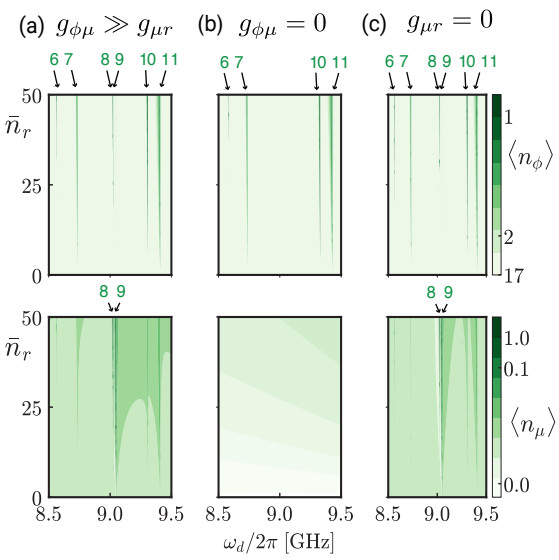 (a) g_{ϕμ} ≫ g_{μr} (b) g_{ϕμ} = 0 (c) g_{μr} = 0
6 7 8 9 10 11 6 7 10 11 6 7 8 9 10 11
50 1
n̄_r ⟨n_ϕ⟩
25
2
0 17
8 9 8 9
50 1.0
n̄_r 0.1
25 ⟨n_μ⟩
0 0.0
8.5 9.0 9.5 8.5 9.0 9.5 8.5 9.0 9.5
ω_d/2π [GHz]